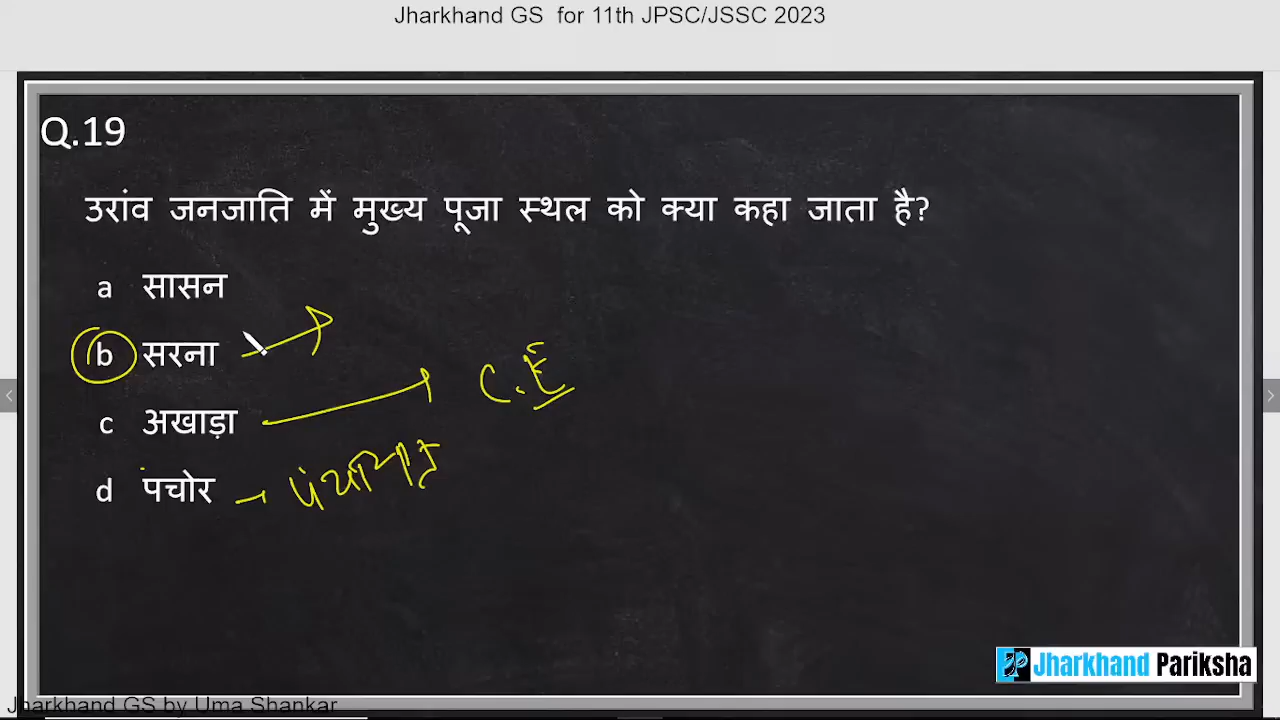 Jharkhand GS for 11th JPSC/JSSC 2023
Q.19
उरांव जनजाति में मुख्य पूजा स्थल को क्या कहा जाता है?
a सासन
b सरना
c अखाड़ा
C.E
d पचोर
Jharkhand Pariksha
Jharkhand GS by Uma Shankar